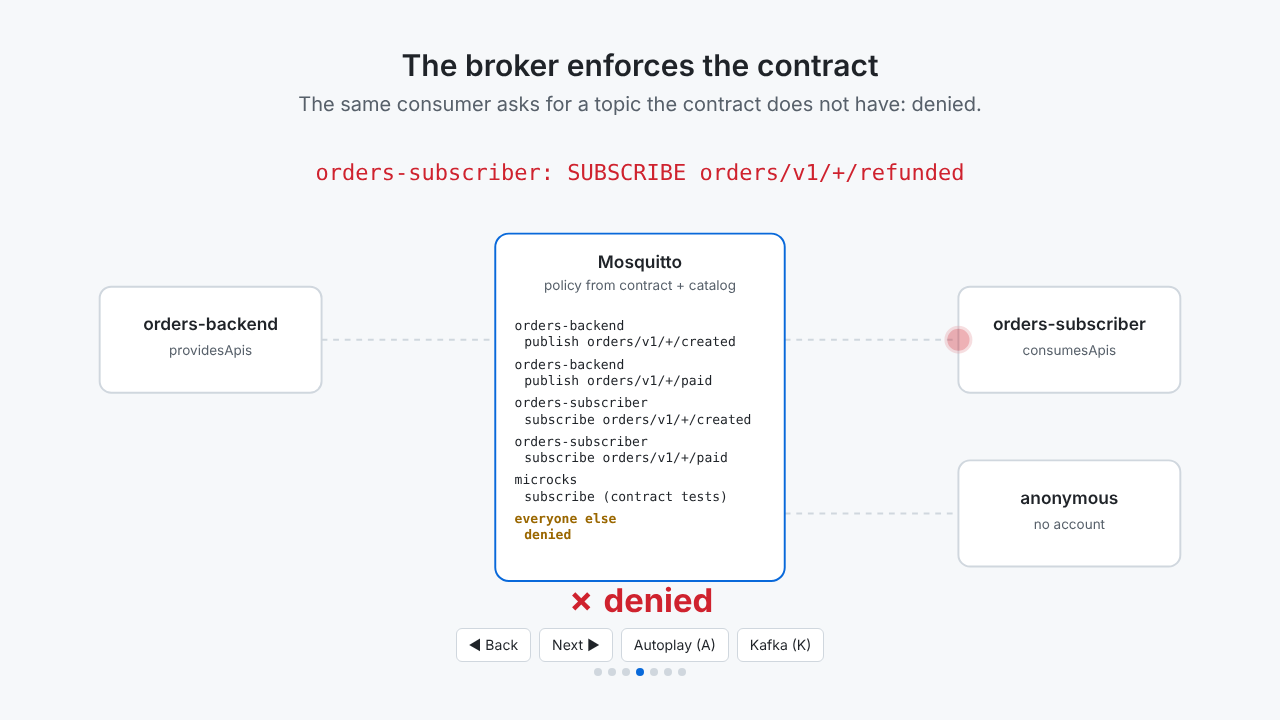 The broker enforces the contract
The same consumer asks for a topic the contract does not have: denied.
orders-subscriber: SUBSCRIBE orders/v1/+/refunded
orders-backend
providesApis
Mosquitto
policy from contract + catalog
orders-backend
publish orders/v1/+/created
orders-backend
publish orders/v1/+/paid
orders-subscriber
subscribe orders/v1/+/created
orders-subscriber
subscribe orders/v1/+/paid
microcks
subscribe (contract tests)
everyone else
denied
orders-subscriber
consumesApis
anonymous
no account
× denied
◀ Back
Next ▶
Autoplay (A)
Kafka (K)